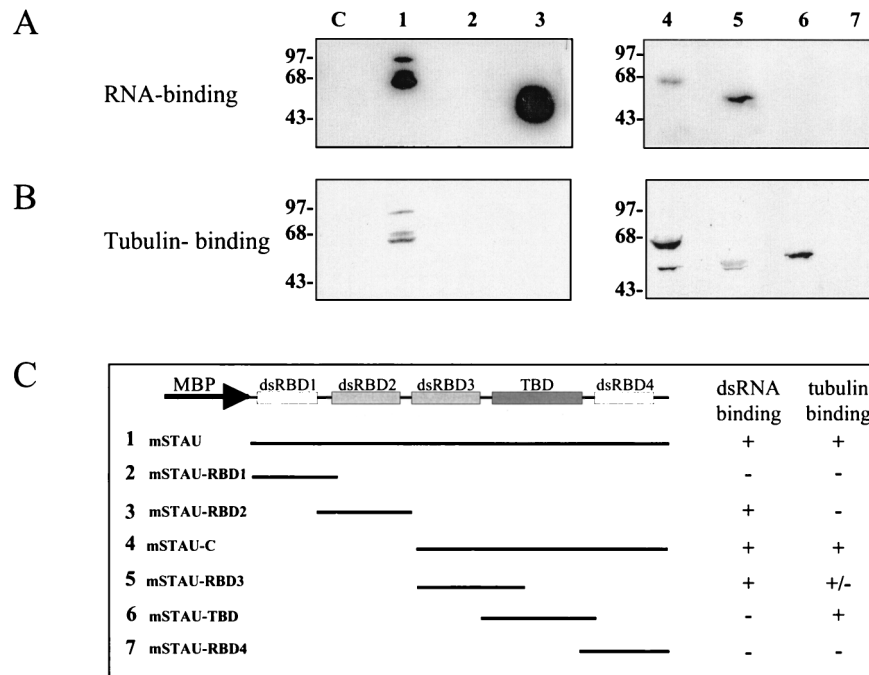 A
C 1 2 3 4 5 6 7
RNA-binding
97-
68-
43-
97-
68-
43-
B
Tubulin- binding
97-
68-
43-
97-
68-
43-
C
MBP dsRBD1 dsRBD2 dsRBD3 TBD dsRBD4
dsRNA binding
tubulin binding
1 mSTAU + +
2 mSTAU-RBD1 - -
3 mSTAU-RBD2 + -
4 mSTAU-C + +
5 mSTAU-RBD3 + +/-
6 mSTAU-TBD - +
7 mSTAU-RBD4 - -